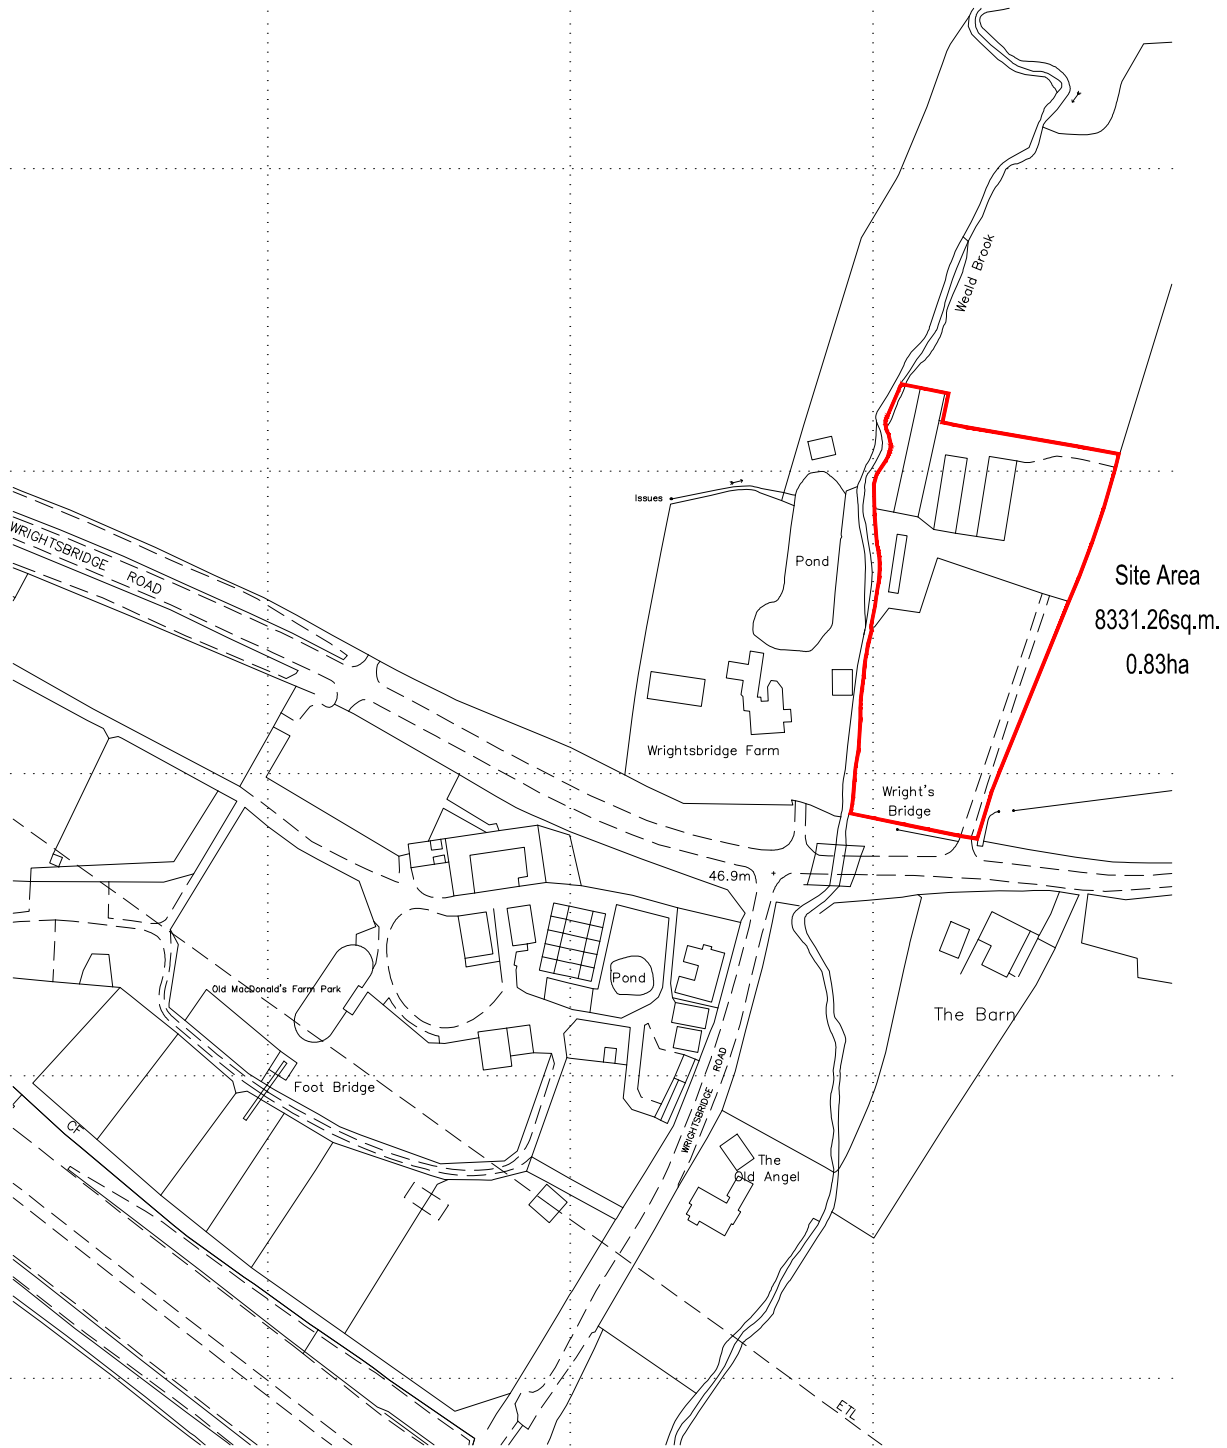 Weald Brook
Issues
WRIGHTSBRIDGE ROAD
Pond
Site Area
8331.26sq.m.
0.83ha
Wrightsbridge Farm
Wright's
Bridge
46.9m
Pond
Old MacDonald's Farm Park
The Barn
Foot Bridge
WRIGHTSBRIDGE ROAD
CF
The
Old Angel
ETL